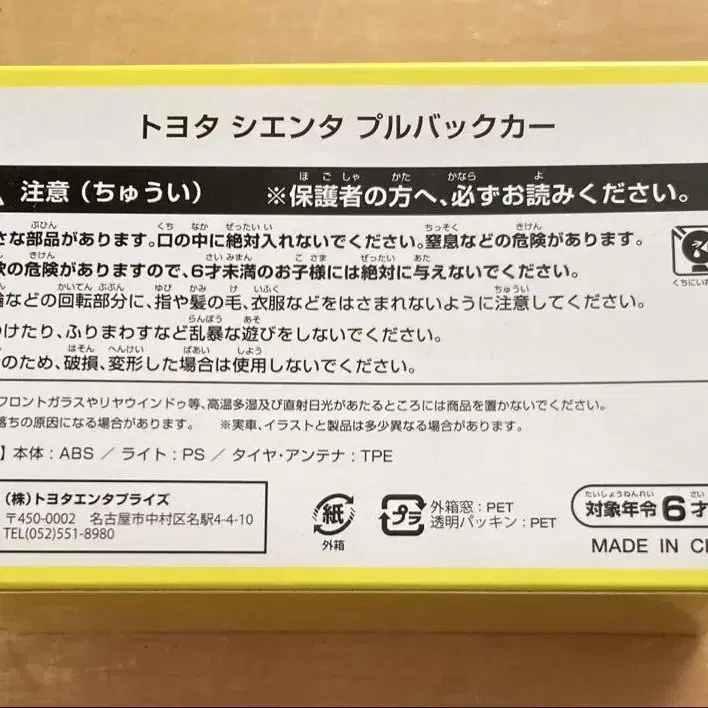 トヨタ シエンタ プルバックカー
注意（ちゅうい） ※保護者の方へ、必ずお読みください。
さな部品があります。口の中に絶対入れないでください。窒息などの危険があります。
の危険がありますので、6才未満のお子様には絶対に与えないでください。
などの回転部分に、指や髪の毛、衣服などをはさまれないように注意してください。
つけたり、ふりまわすなど乱暴な遊びをしないでください。
のため、破損、変形した場合は使用しないでください。
フロントガラスやリヤウインドゥ等、高温多湿及び直射日光があたるところには商品を置かないでください。
落ちの原因になる場合があります。 ※実車、イラストと製品は多少異なる場合があります。
】本体：ABS ／ ライト：PS ／ タイヤ・アンテナ：TPE
（株）トヨタエンタプライズ
〒450-0002 名古屋市中村区名駅4-4-10
TEL(052)551-8980
紙
外箱
プラ
外箱窓：PET
透明パッキン：PET
対象年令6才
MADE IN